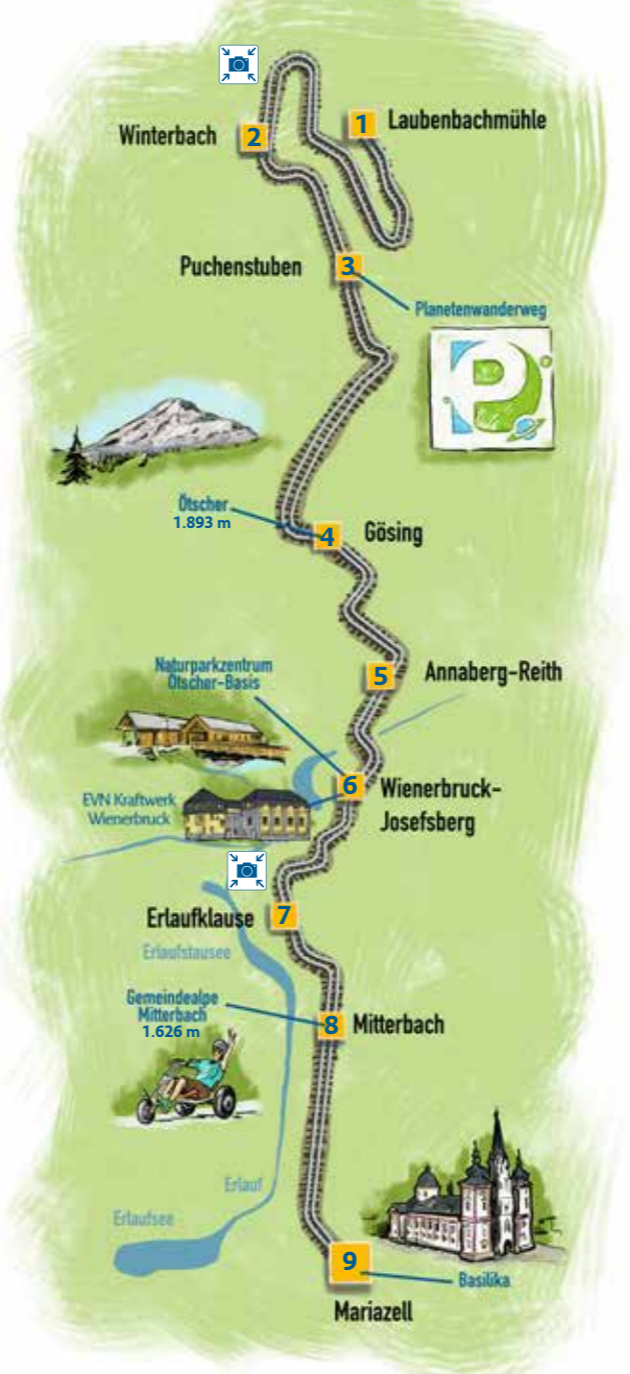 1
Laubenbachmühle
Winterbach
2
Puchenstuben
3
Planetenwanderweg
P
Ötscher
1.893 m
4
Gösing
Naturparkzentrum
Ötscher-Basis
5
Annaberg-Reith
6
Wienerbruck-
Josefsberg
EVN Kraftwerk
Wienerbruck
Erlaufklause
7
Erlaufstausee
Gemeindealpe
Mitterbach
1.626 m
8
Mitterbach
Erlauf
Erlaufsee
9
Basilika
Mariazell